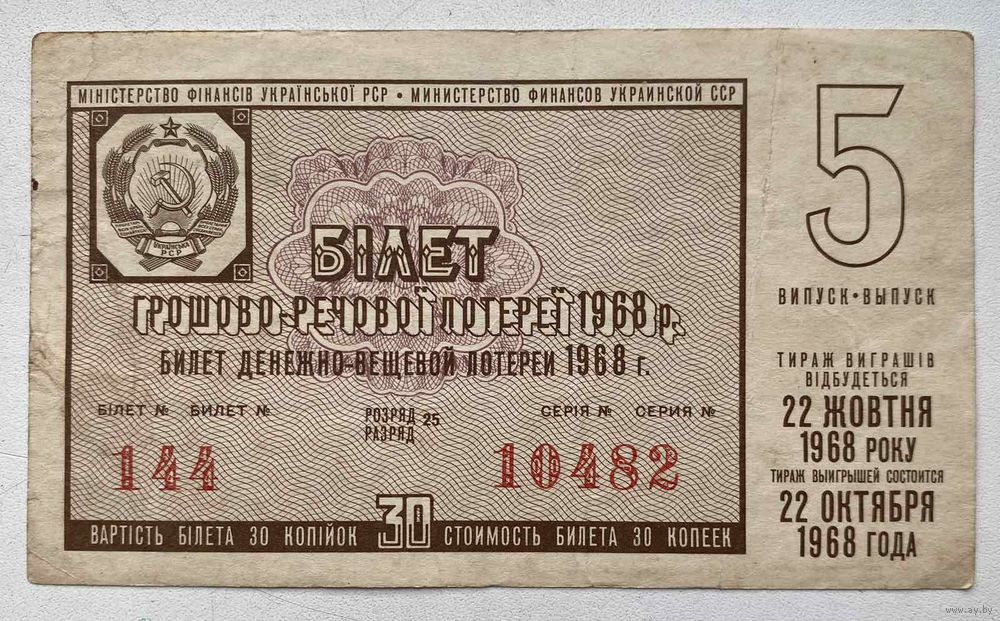 МІНІСТЕРСТВО ФІНАНСІВ УКРАЇНСЬКОЇ РСР • МИНИСТЕРСТВО ФИНАНСОВ УКРАИНСКОЙ ССР
УКРАЇНСЬКА
РСР
БІЛЕТ
ГРОШОВО-РЕЧОВОЇ ЛОТЕРЕЇ 1968 р.
БИЛЕТ ДЕНЕЖНО-ВЕЩЕВОЙ ЛОТЕРЕИ 1968 г.
БІЛЕТ № БИЛЕТ №
144
РОЗРЯД 25
РАЗРЯД
СЕРІЯ № СЕРИЯ №
10482
ВАРТІСТЬ БІЛЕТА 30 КОПІЙОК 30 СТОИМОСТЬ БИЛЕТА 30 КОПЕЕК
5
ВИПУСК • ВЫПУСК
ТИРАЖ ВИГРАШІВ
ВІДБУДЕТЬСЯ
22 ЖОВТНЯ
1968 РОКУ
ТИРАЖ ВЫИГРЫШЕЙ СОСТОИТСЯ
22 ОКТЯБРЯ
1968 ГОДА
www.ay.by